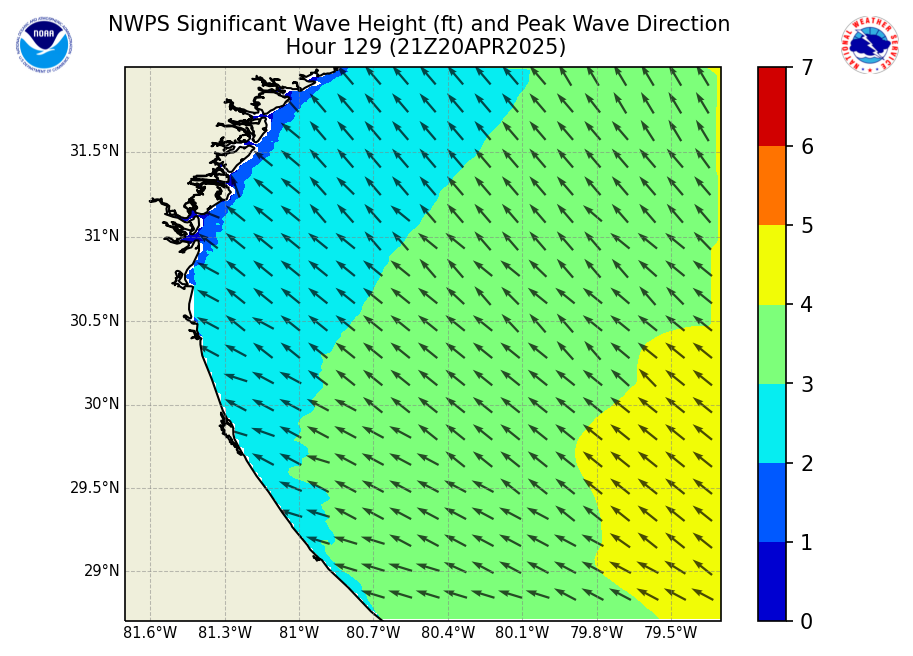 NWPS Significant Wave Height (ft) and Peak Wave Direction
Hour 129 (21Z20APR2025)
NOAA
NATIONAL WEATHER SERVICE
31.5°N
31°N
30.5°N
30°N
29.5°N
29°N
81.6°W 81.3°W 81°W 80.7°W 80.4°W 80.1°W 79.8°W 79.5°W
7
6
5
4
3
2
1
0